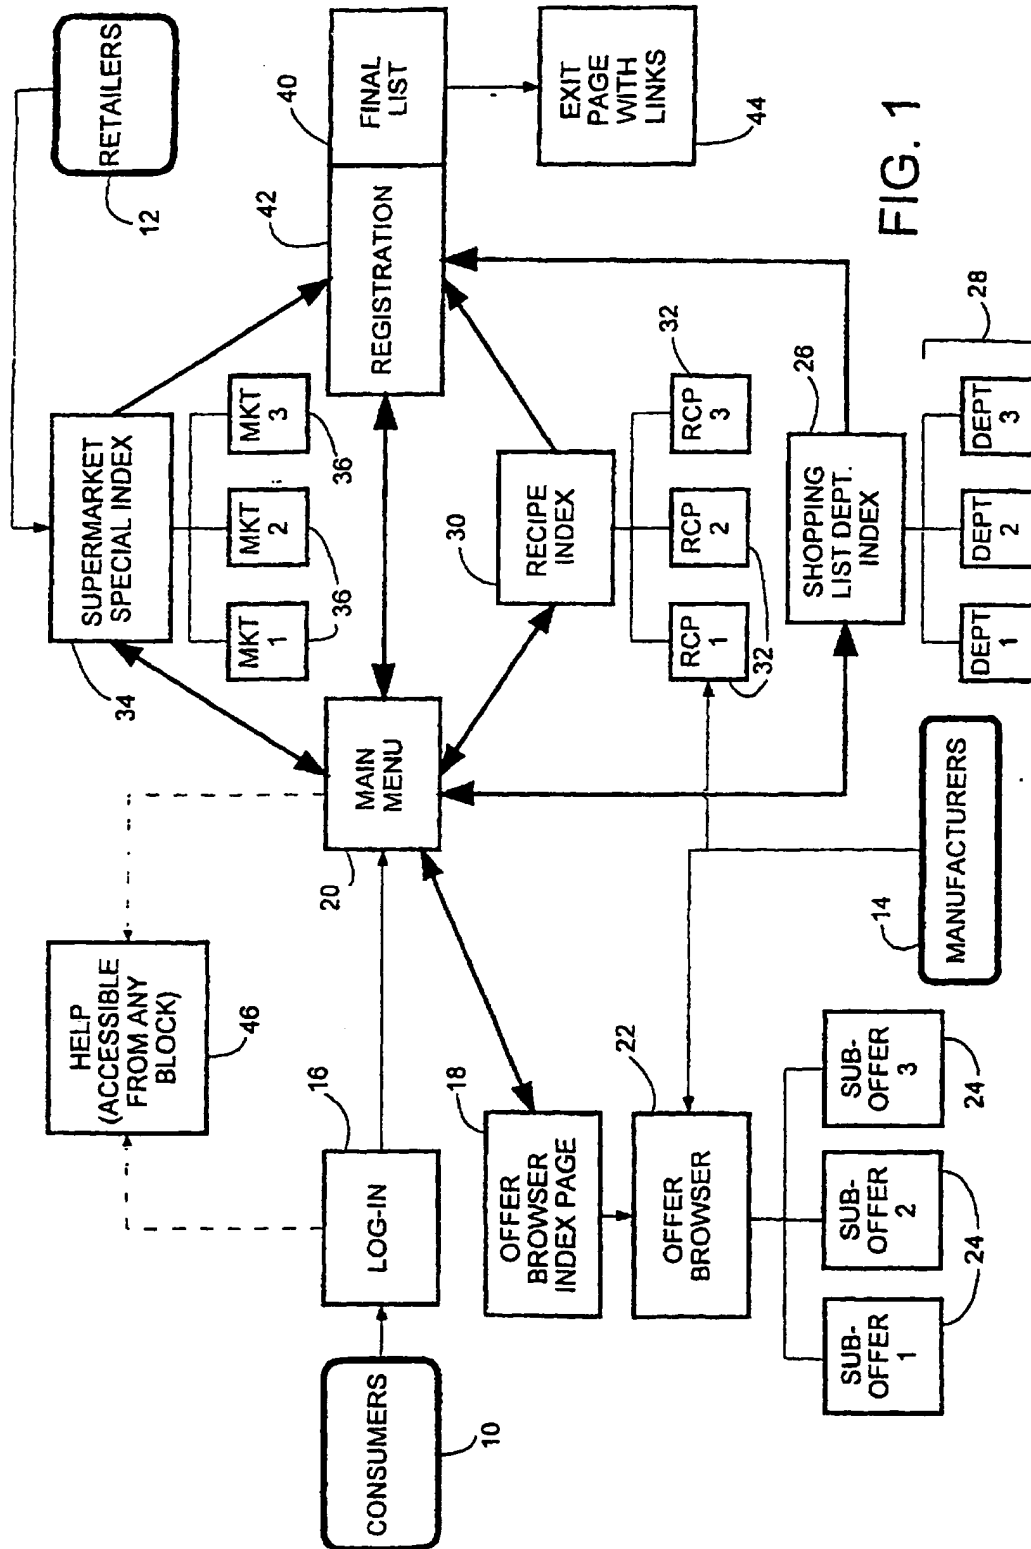 RETAILERS
12
HELP
(ACCESSIBLE
FROM ANY
BLOCK)
46
SUPERMARKET
SPECIAL INDEX
34
MKT
1
MKT
2
MKT
3
36
36
CONSUMERS
10
LOG-IN
16
MAIN
MENU
20
REGISTRATION
42
FINAL
LIST
40
EXIT
PAGE
WITH
LINKS
44
OFFER
BROWSER
INDEX PAGE
18
RECIPE
INDEX
30
OFFER
BROWSER
22
RCP
1
RCP
2
RCP
3
32
32
SUB-
OFFER
1
SUB-
OFFER
2
SUB-
OFFER
3
24
24
MANUFACTURERS
14
SHOPPING
LIST DEPT.
INDEX
26
DEPT
1
DEPT
2
DEPT
3
28
FIG. 1